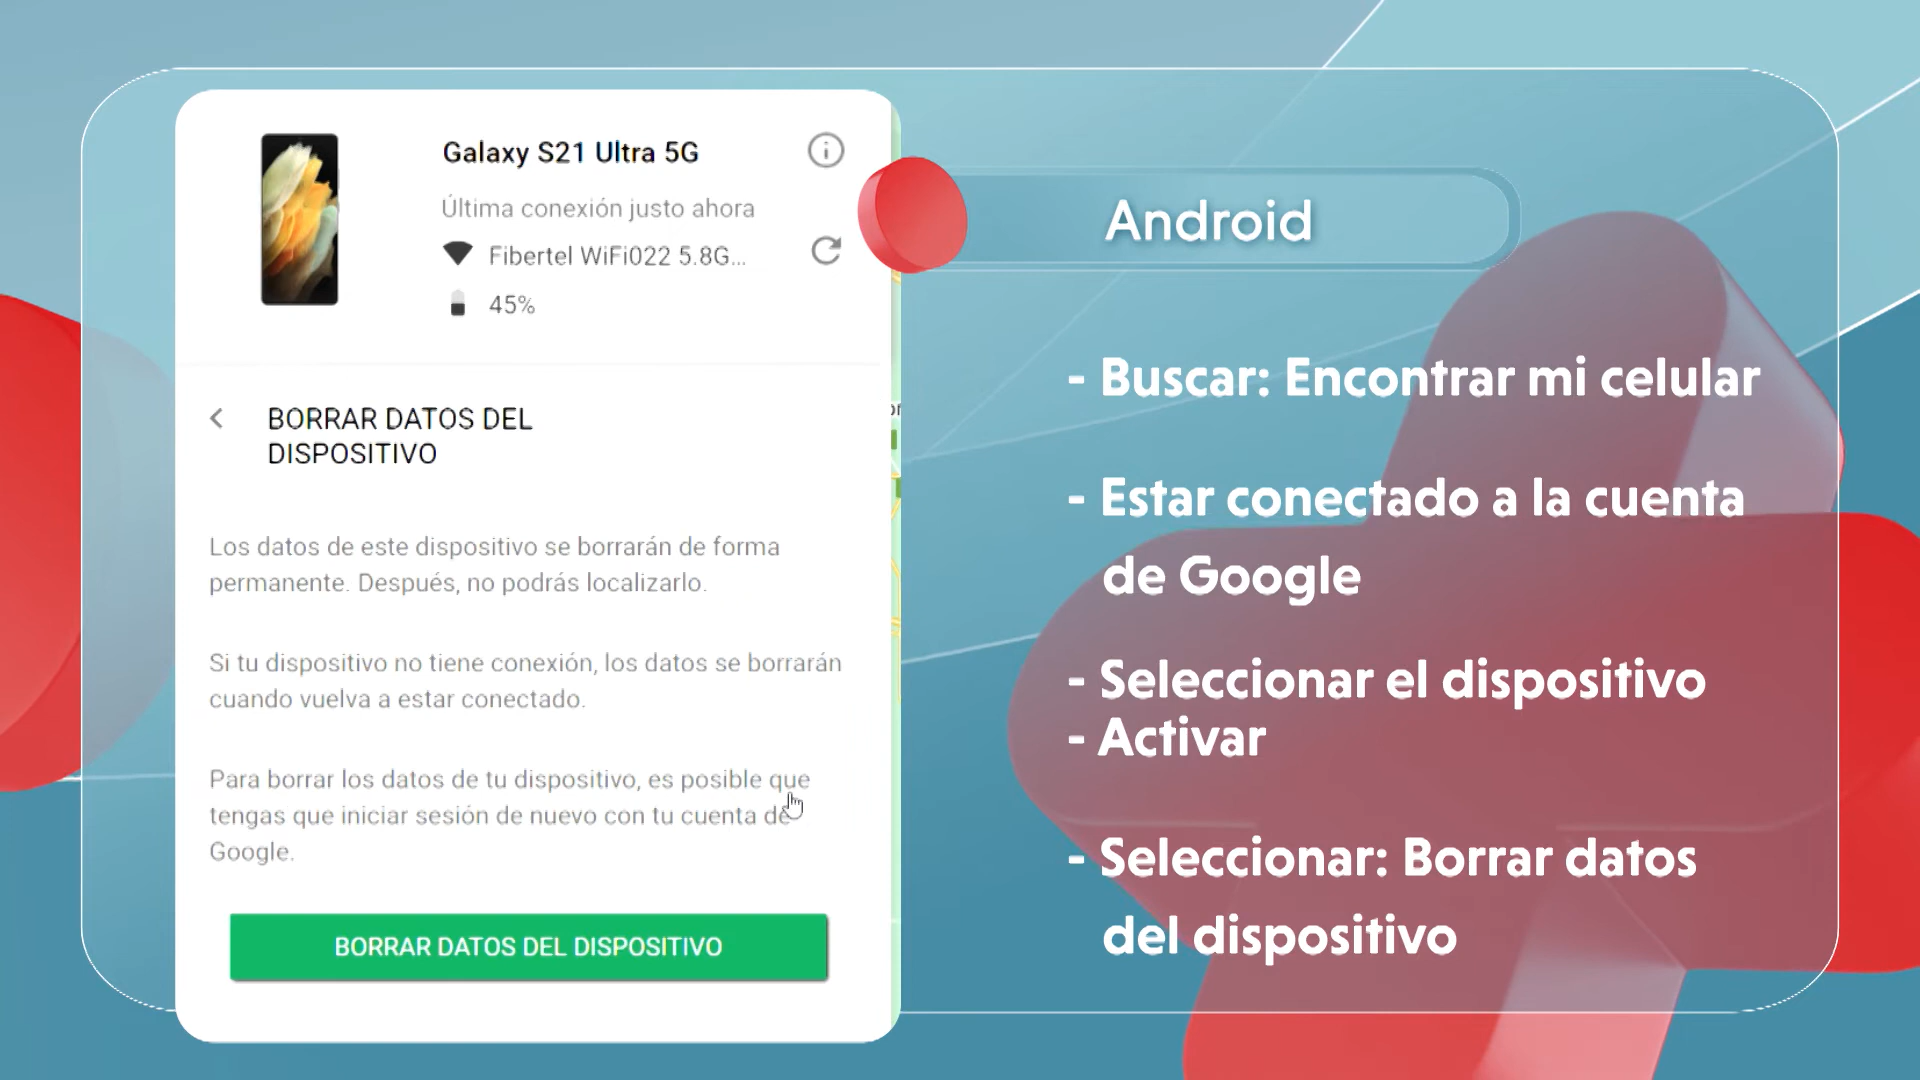 Galaxy S21 Ultra 5G
Última conexión justo ahora
Fibertel WiFi022 5.8G...
45%
BORRAR DATOS DEL
DISPOSITIVO
Los datos de este dispositivo se borrarán de forma
permanente. Después, no podrás localizarlo.
Si tu dispositivo no tiene conexión, los datos se borrarán
cuando vuelva a estar conectado.
Para borrar los datos de tu dispositivo, es posible que
tengas que iniciar sesión de nuevo con tu cuenta de
Google.
BORRAR DATOS DEL DISPOSITIVO
Android
- Buscar: Encontrar mi celular
- Estar conectado a la cuenta
de Google
- Seleccionar el dispositivo
- Activar
- Seleccionar: Borrar datos
del dispositivo